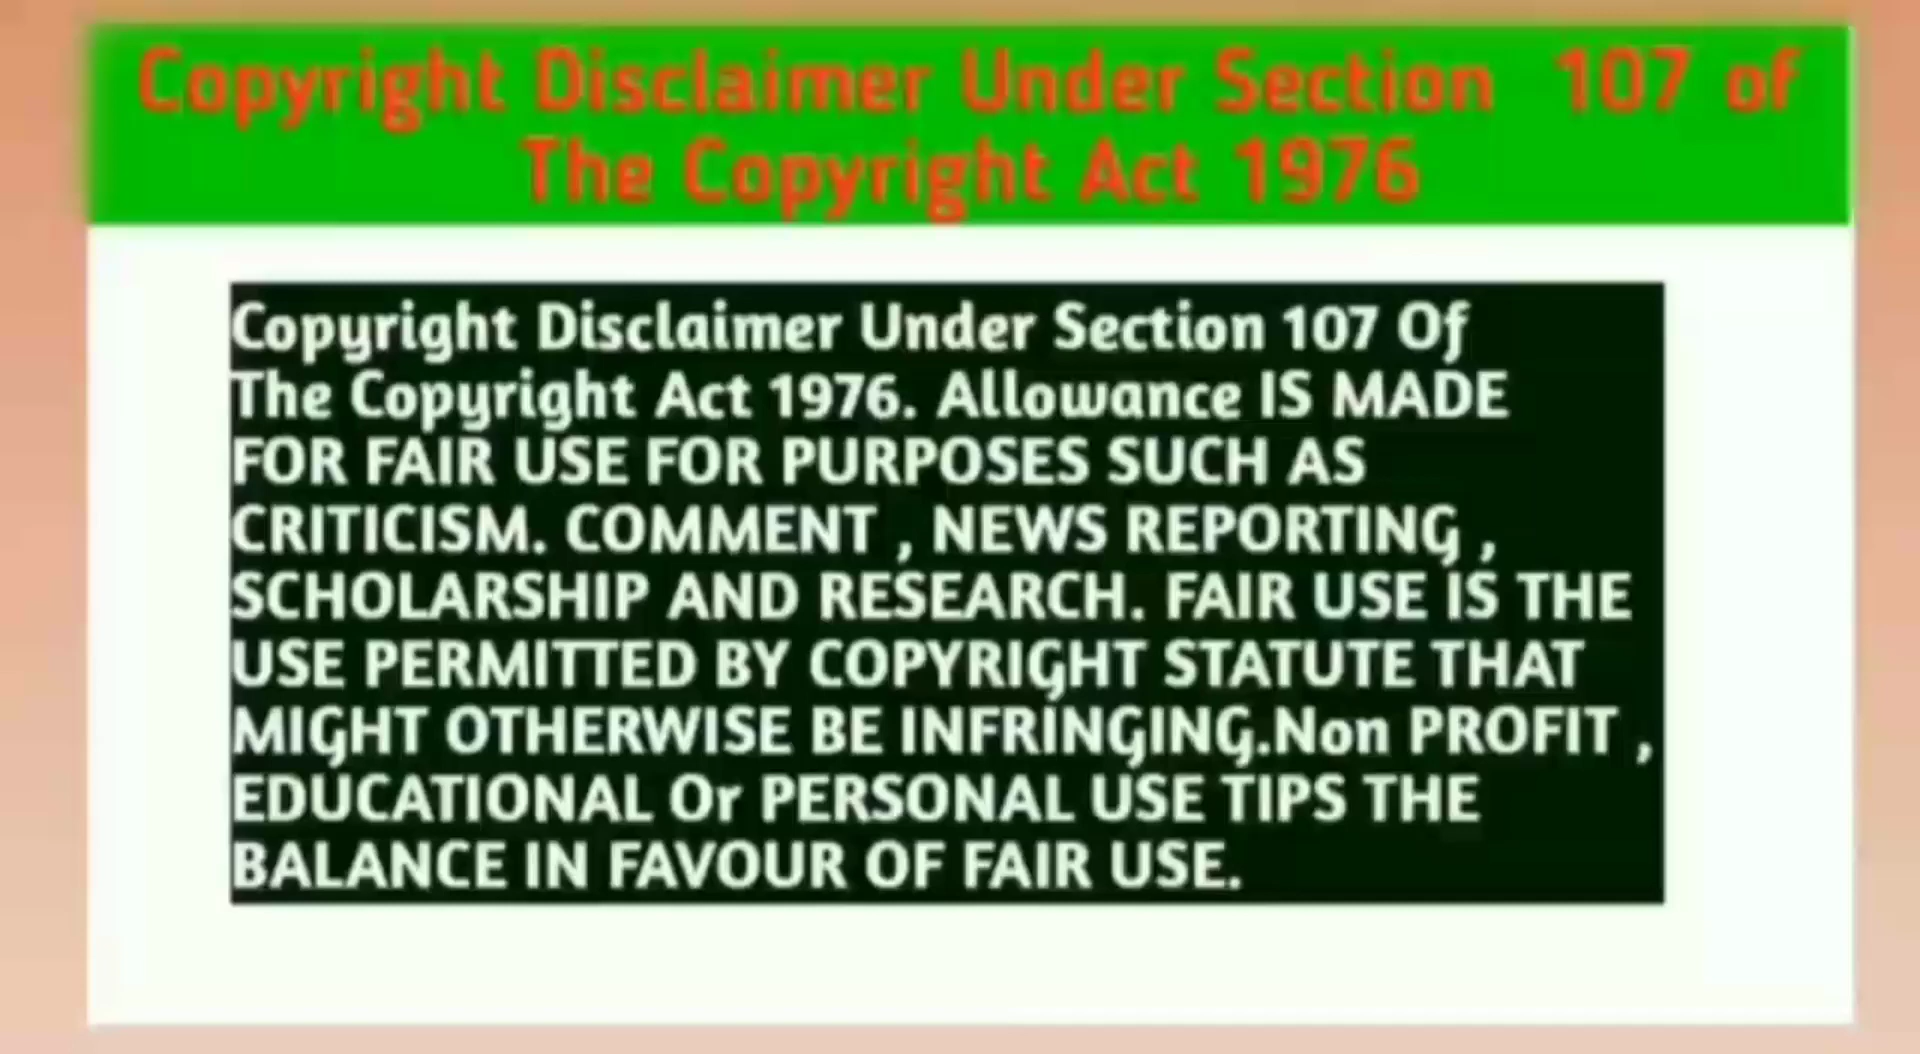 Copyright Disclaimer Under Section 107 of
The Copyright Act 1976
Copyright Disclaimer Under Section 107 Of
The Copyright Act 1976. Allowance IS MADE
FOR FAIR USE FOR PURPOSES SUCH AS
CRITICISM. COMMENT , NEWS REPORTING ,
SCHOLARSHIP AND RESEARCH. FAIR USE IS THE
USE PERMITTED BY COPYRIGHT STATUTE THAT
MIGHT OTHERWISE BE INFRINGING.Non PROFIT ,
EDUCATIONAL Or PERSONAL USE TIPS THE
BALANCE IN FAVOUR OF FAIR USE.